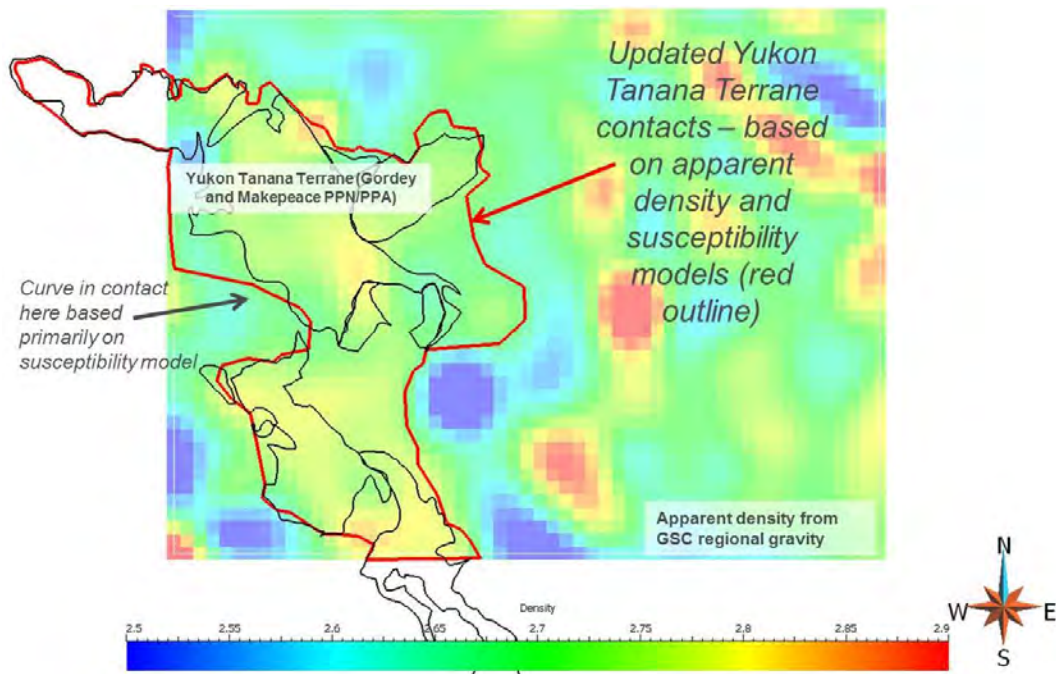 Updated Yukon
Tanana Terrane
contacts – based
on apparent
density and
susceptibility
models (red
outline)
Yukon Tanana Terrane(Gordey
and Makepeace PPN/PPA)
Curve in contact
here based
primarily on
susceptibility model
Apparent density from
GSC regional gravity
N
W E
S
Density
2.5 2.55 2.6 2.65 2.7 2.75 2.8 2.85 2.9